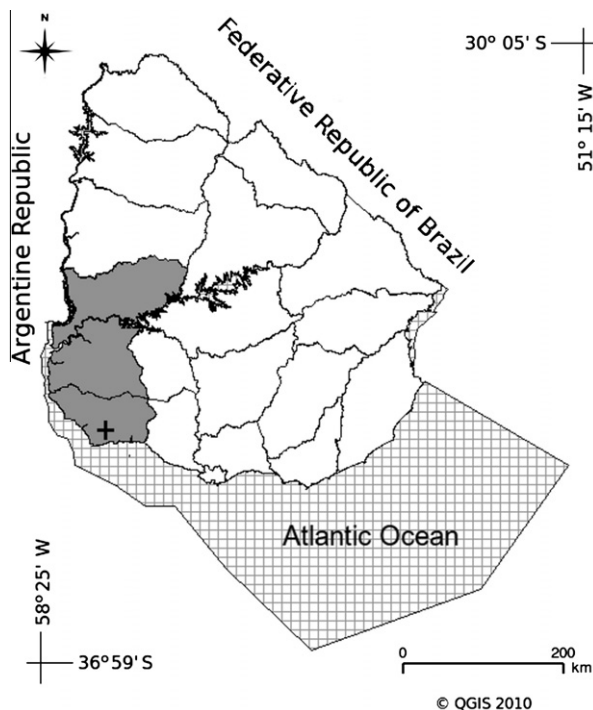 N
30° 05' S
51° 15' W
Federative Republic of Brazil
Argentine Republic
Atlantic Ocean
58° 25' W
36° 59' S
0 200
km
© QGIS 2010